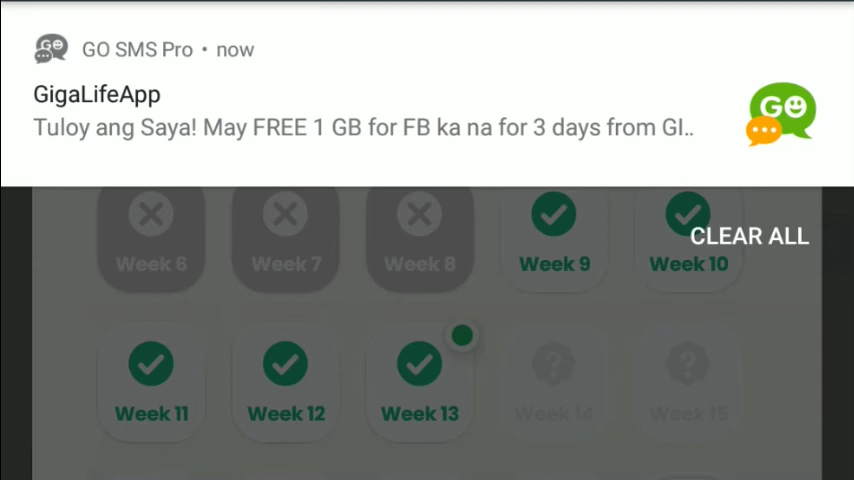 GO SMS Pro • now
GigaLifeApp
Tuloy ang Saya! May FREE 1 GB for FB ka na for 3 days from GI..
GO
CLEAR ALL
Week 6 Week 7 Week 8 Week 9 Week 10
Week 11 Week 12 Week 13 Week 14 Week 15